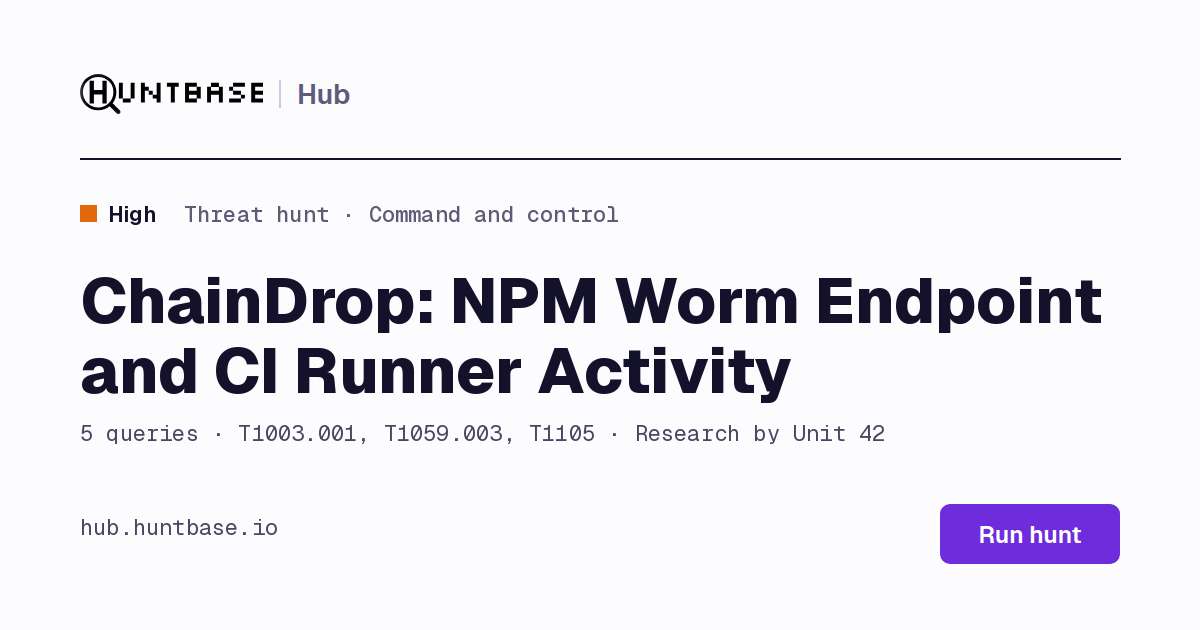 HUNTBASE | Hub
High Threat hunt · Command and control
ChainDrop: NPM Worm Endpoint
and CI Runner Activity
5 queries · T1003.001, T1059.003, T1105 · Research by Unit 42
hub.huntbase.io
Run hunt